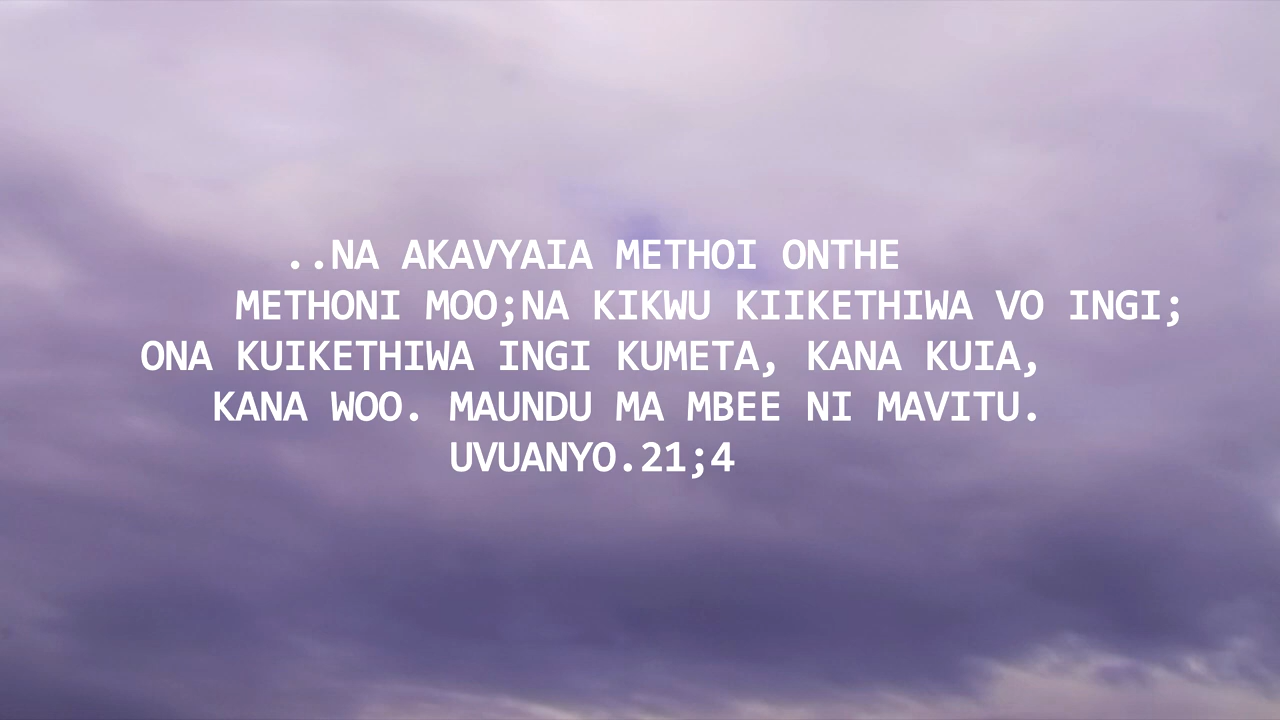 ..NA AKAVYAIA METHOI ONTHE
METHONI MOO;NA KIKWU KIIKETHIWA VO INGI;
ONA KUIKETHIWA INGI KUMETA, KANA KUIA,
KANA WOO. MAUNDU MA MBEE NI MAVITU.
UVUANYO.21;4